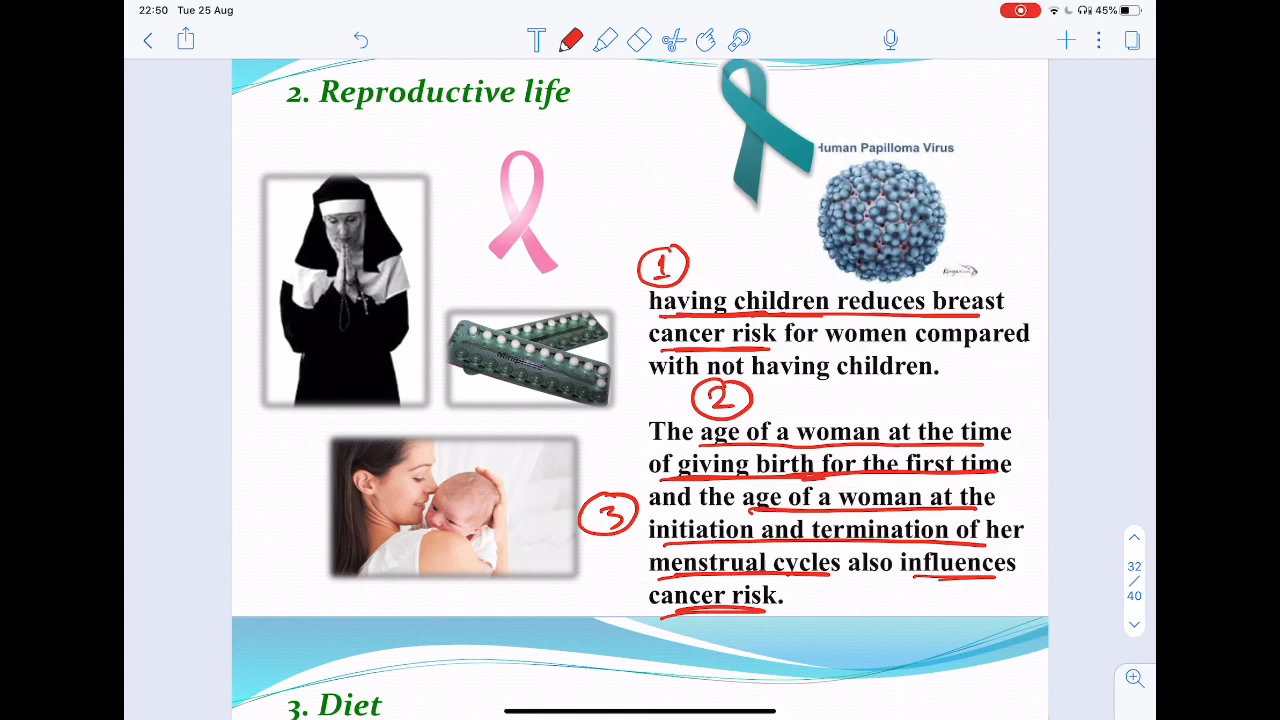 22:50 Tue 25 Aug
45%
2. Reproductive life
Human Papilloma Virus
1
having children reduces breast
cancer risk for women compared
with not having children.
2
The age of a woman at the time
of giving birth for the first time
and the age of a woman at the
3
initiation and termination of her
menstrual cycles also influences
cancer risk.
32
/
40
3. Diet